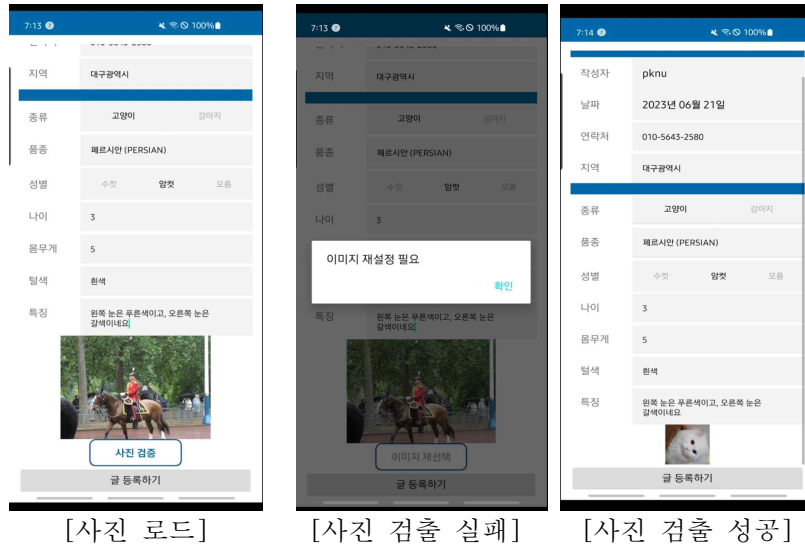 7:13
100%
지역
대구광역시
종류
고양이
강아지
품종
페르시안 (PERSIAN)
성별
수컷
암컷
모름
나이
3
몸무게
5
털색
흰색
특징
왼쪽 눈은 푸른색이고, 오른쪽 눈은
갈색이네요
사진 검증
글 등록하기
[사진 로드]
7:13
100%
지역
대구광역시
종류
고양이
강아지
품종
페르시안 (PERSIAN)
성별
수컷
암컷
모름
나이
3
이미지 재설정 필요
확인
특징
왼쪽 눈은 푸른색이고, 오른쪽 눈은
갈색이네요
이미지 재선택
글 등록하기
[사진 검출 실패]
7:14
100%
작성자
pknu
날짜
2023년 06월 21일
연락처
010-5643-2580
지역
대구광역시
종류
고양이
강아지
품종
페르시안 (PERSIAN)
성별
수컷
암컷
모름
나이
3
몸무게
5
털색
흰색
특징
왼쪽 눈은 푸른색이고, 오른쪽 눈은
갈색이네요
글 등록하기
[사진 검출 성공]